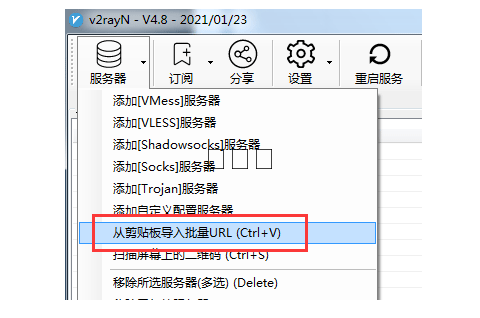 v2rayN - V4.8 - 2021/01/23
服务器 订阅 分享 设置 重启服务
添加[VMess]服务器
添加[VLESS]服务器
添加[Shadowsocks]服务器
添加[Socks]服务器
添加[Trojan]服务器
添加自定义配置服务器
从剪贴板导入批量URL (Ctrl+V)
扫描屏幕上的二维码 (Ctrl+S)
移除所选服务器(多选) (Delete)